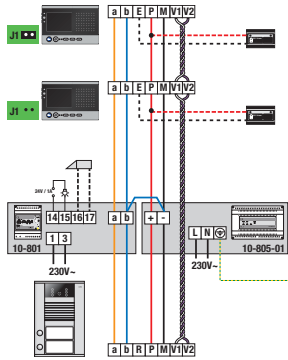 a b E P M V1 V2
J1
a b E P M V1 V2
J1
24V / 1A
14 15 16 17
a b + -
L N
10-801
1 3
10-805-01
230V~
230V~
a b R P M V1 V2